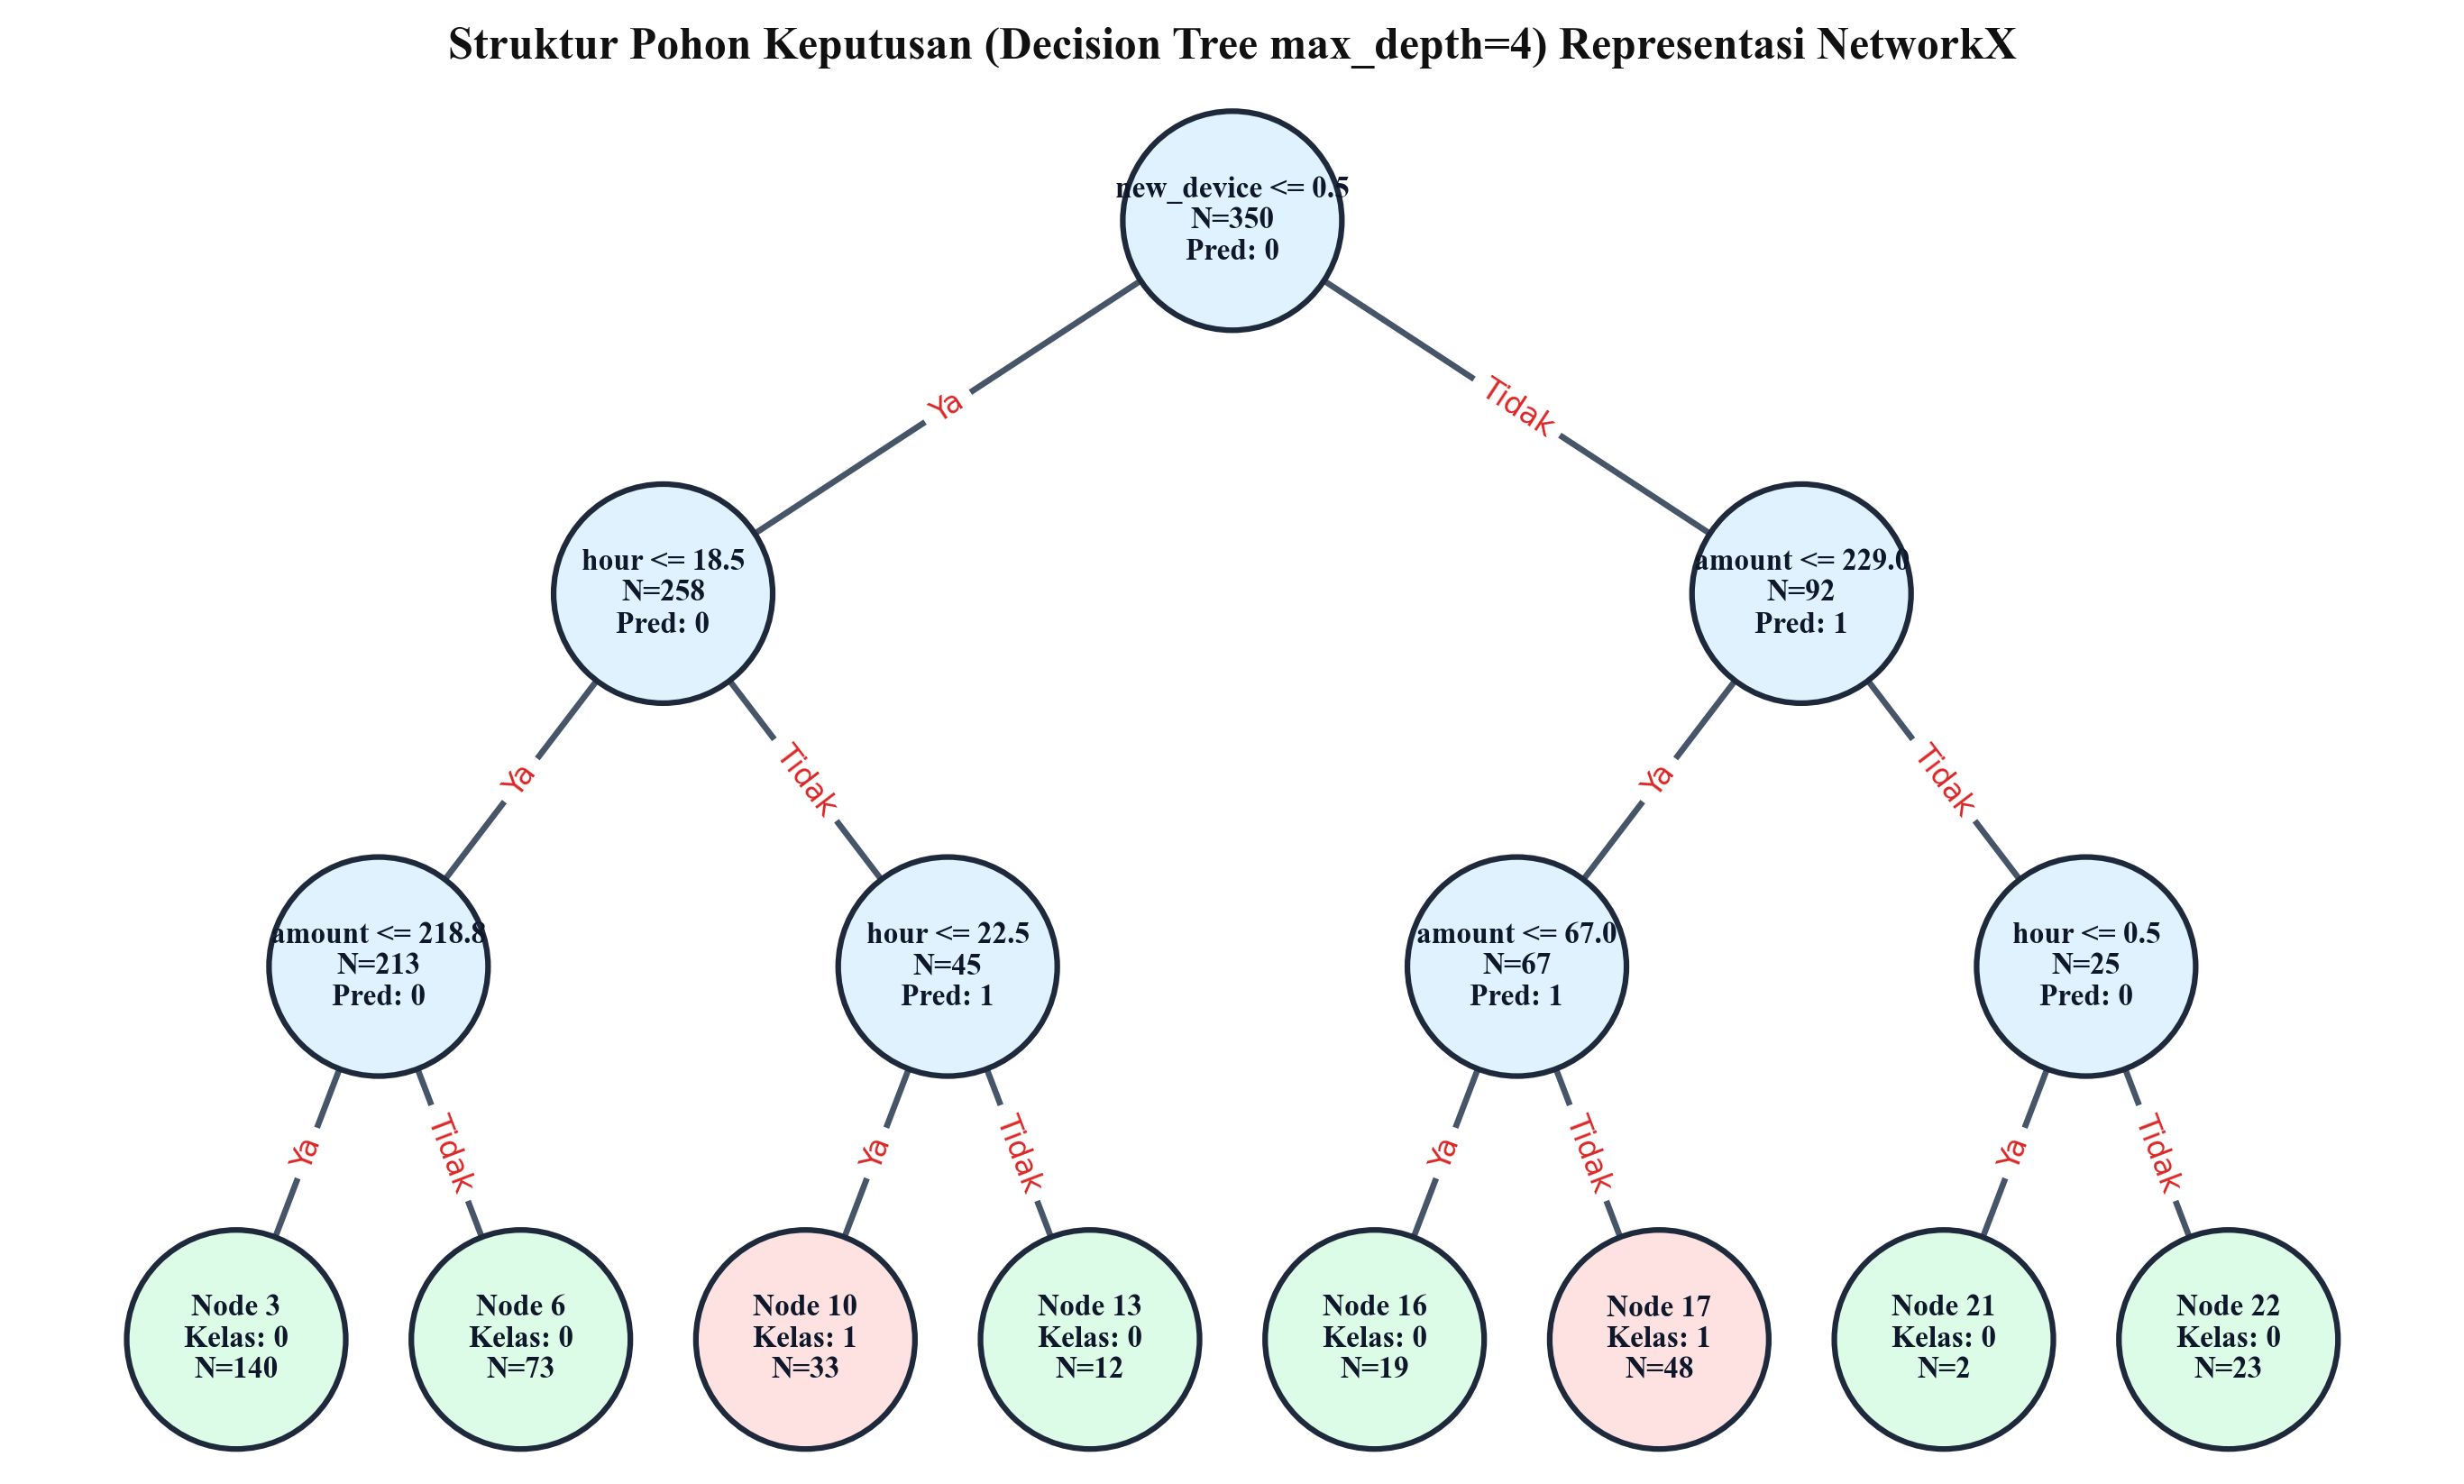 Struktur Pohon Keputusan (Decision Tree max_depth=4) Representasi NetworkX
new_device <= 0.5
N=350
Pred: 0
Ya
Tidak
hour <= 18.5
N=258
Pred: 0
amount <= 229.0
N=92
Pred: 1
Ya
Tidak
Ya
Tidak
amount <= 218.8
N=213
Pred: 0
hour <= 22.5
N=45
Pred: 1
amount <= 67.0
N=67
Pred: 1
hour <= 0.5
N=25
Pred: 0
Ya
Tidak
Ya
Tidak
Ya
Tidak
Ya
Tidak
Node 3
Kelas: 0
N=140
Node 6
Kelas: 0
N=73
Node 10
Kelas: 1
N=33
Node 13
Kelas: 0
N=12
Node 16
Kelas: 0
N=19
Node 17
Kelas: 1
N=48
Node 21
Kelas: 0
N=2
Node 22
Kelas: 0
N=23